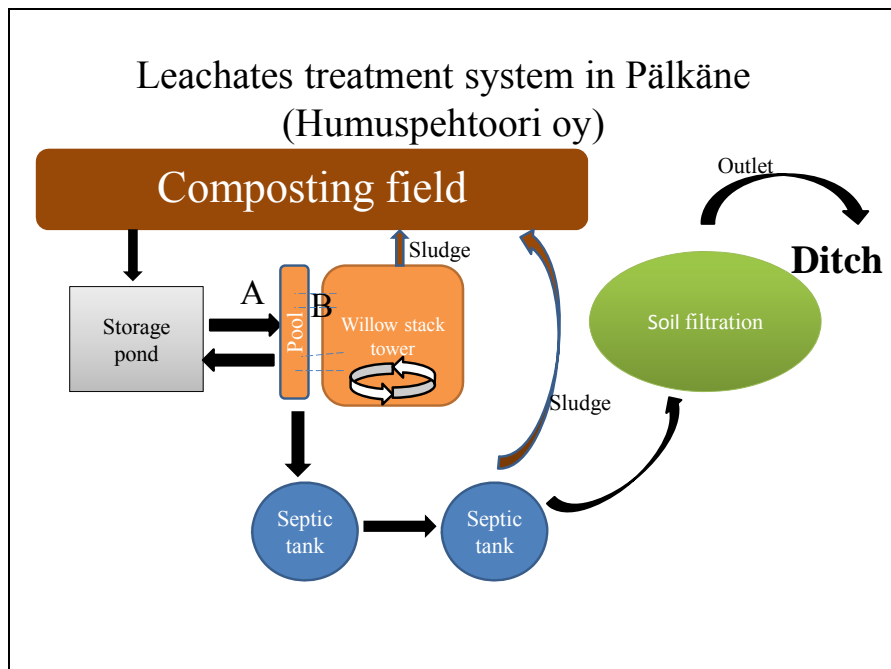 Leachates treatment system in Pälkäne
(Humuspehtoori oy)
Composting field
Outlet
Ditch
Sludge
A
B
Storage
pond
Pool
Willow stack
tower
Soil filtration
Sludge
Septic
tank
Septic
tank